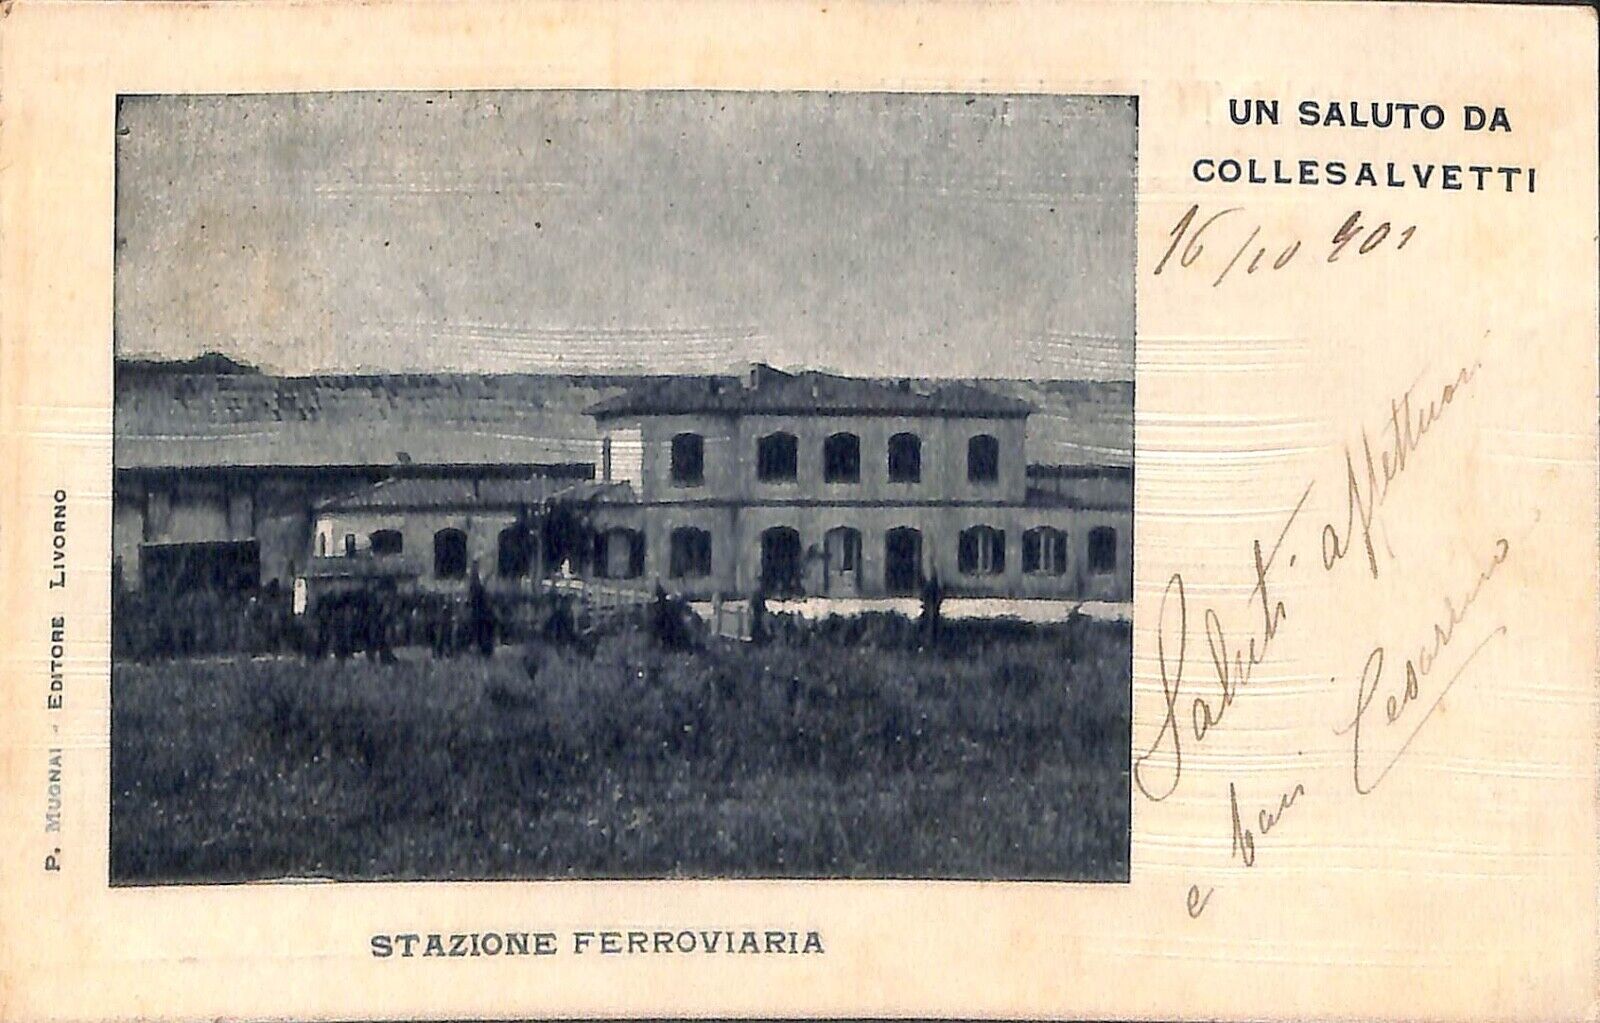 UN SALUTO DA
COLLESALVETTI
16/10 901
Saluti affettuosi
e baci Cesarino
P. MUGNAI - EDITORE LIVORNO
STAZIONE FERROVIARIA